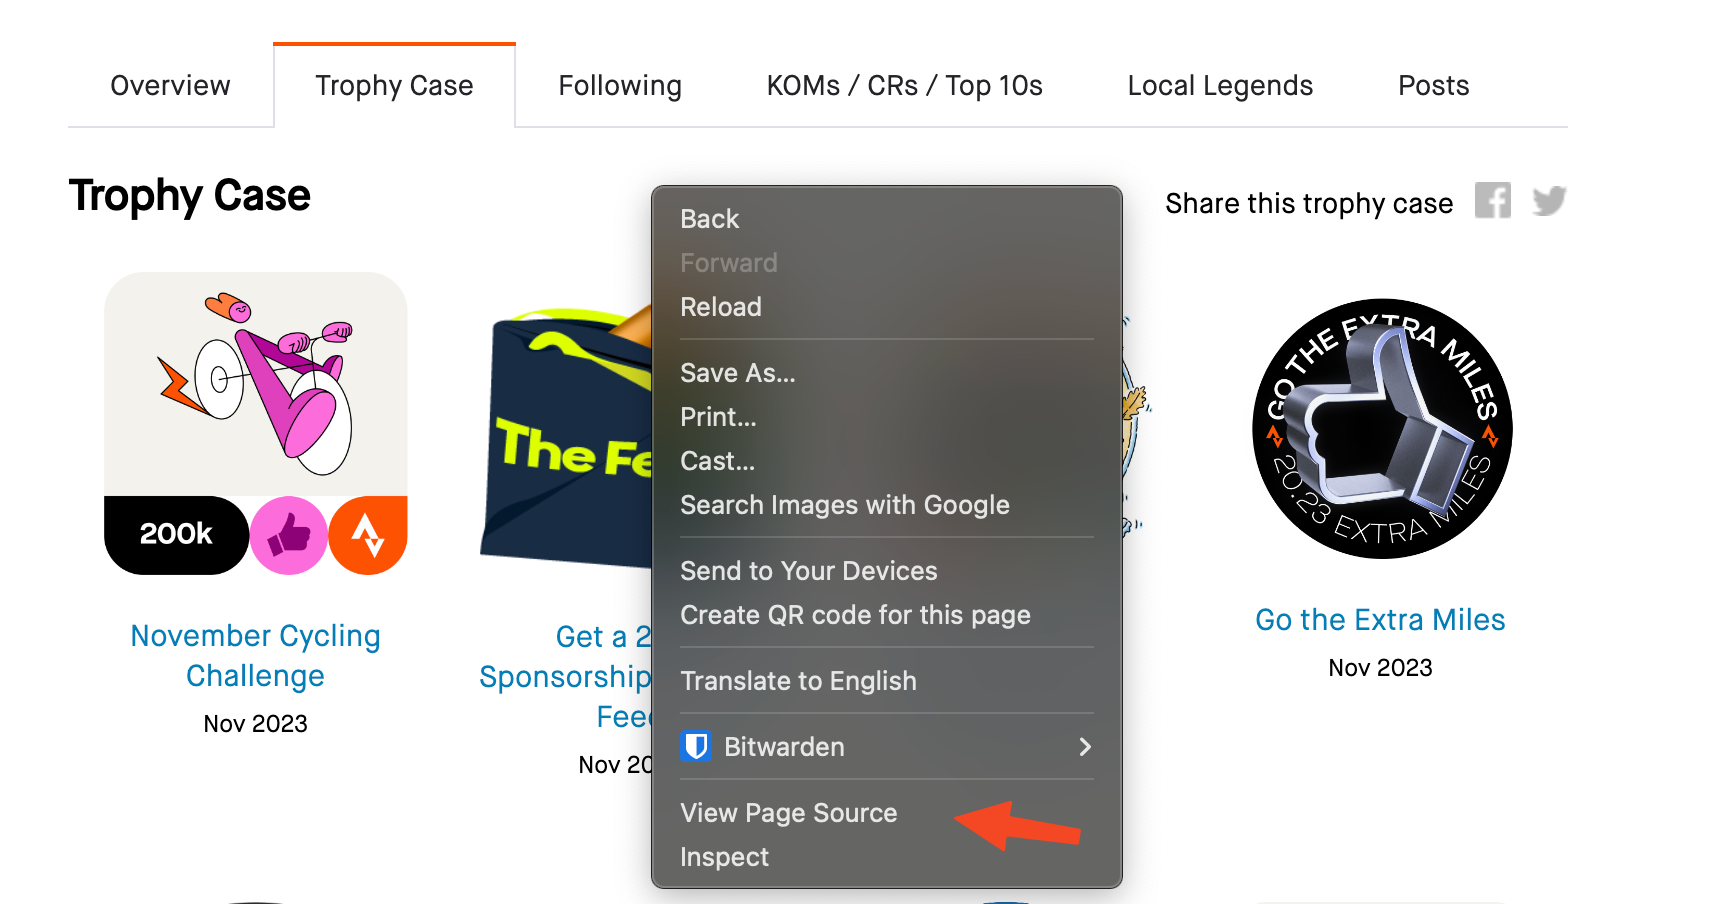 Overview
Trophy Case
Following
KOMs / CRs / Top 10s
Local Legends
Posts
Trophy Case
Share this trophy case
Back
Forward
Reload
Save As...
Print...
Cast...
Search Images with Google
Send to Your Devices
Create QR code for this page
Translate to English
Bitwarden
View Page Source
Inspect
200k
November Cycling
Challenge
Nov 2023
The Fe
Get a 2
Sponsorship
Fee
Nov 20
GO THE EXTRA MILES
20.23 EXTRA MILES
Go the Extra Miles
Nov 2023